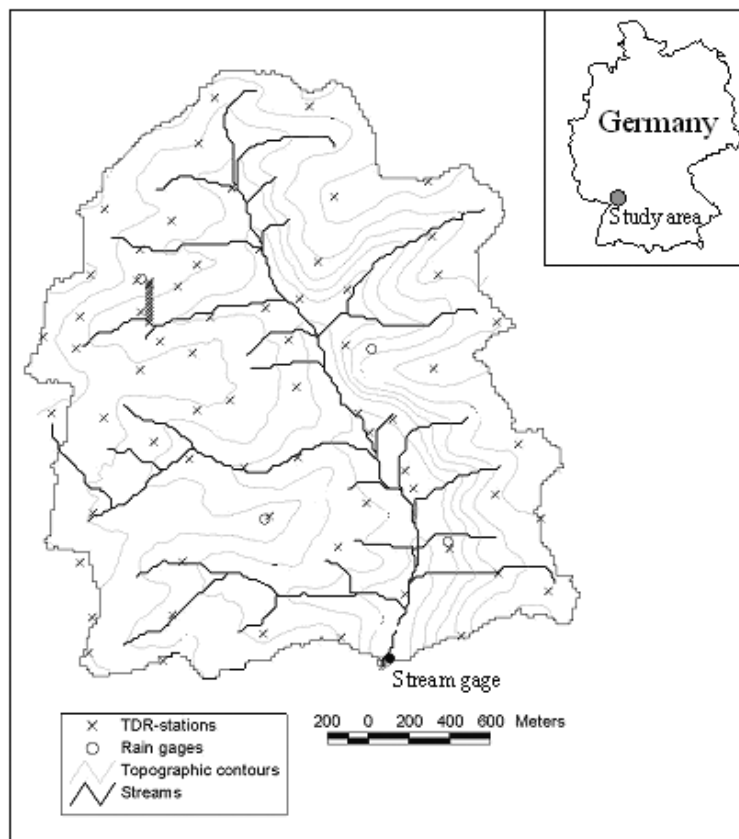 Germany
Study area
Stream gage
TDR-stations
Rain gages
Topographic contours
Streams
200 0 200 400 600 Meters